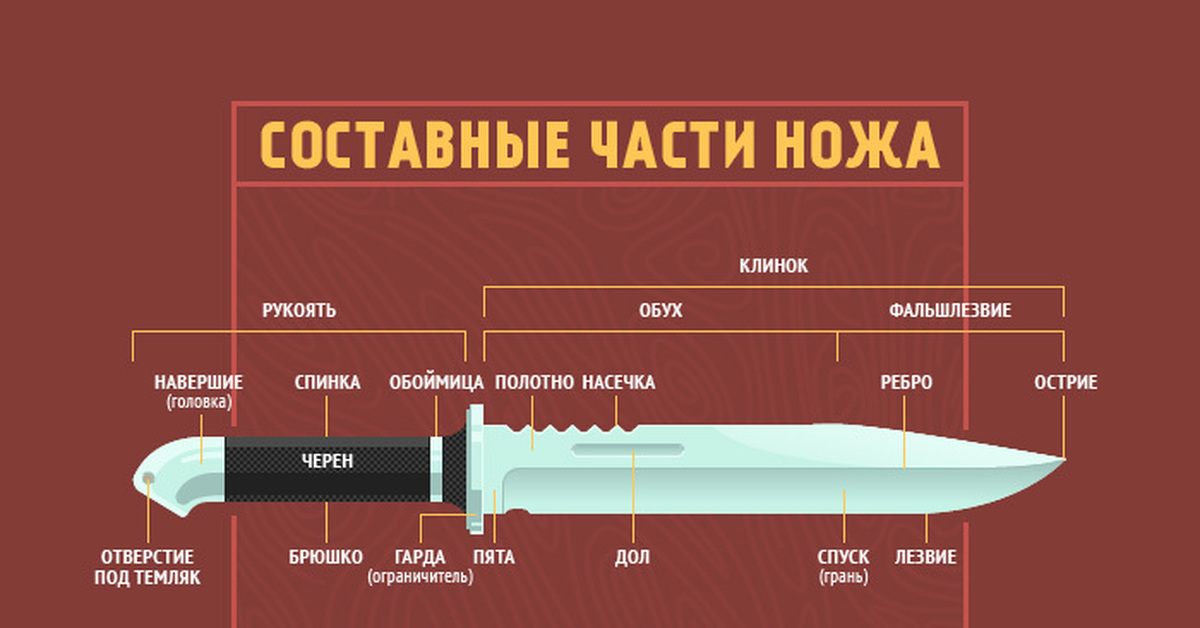 СОСТАВНЫЕ ЧАСТИ НОЖА
КЛИНОК
РУКОЯТЬ
ОБУХ
ФАЛЬШЛЕЗВИЕ
НАВЕРШИЕ
(головка)
СПИНКА
ОБОЙМИЦА
ПОЛОТНО
НАСЕЧКА
РЕБРО
ОСТРИЕ
ЧЕРЕН
ОТВЕРСТИЕ
ПОД ТЕМЛЯК
БРЮШКО
ГАРДА
(ограничитель)
ПЯТА
ДОЛ
СПУСК
(грань)
ЛЕЗВИЕ